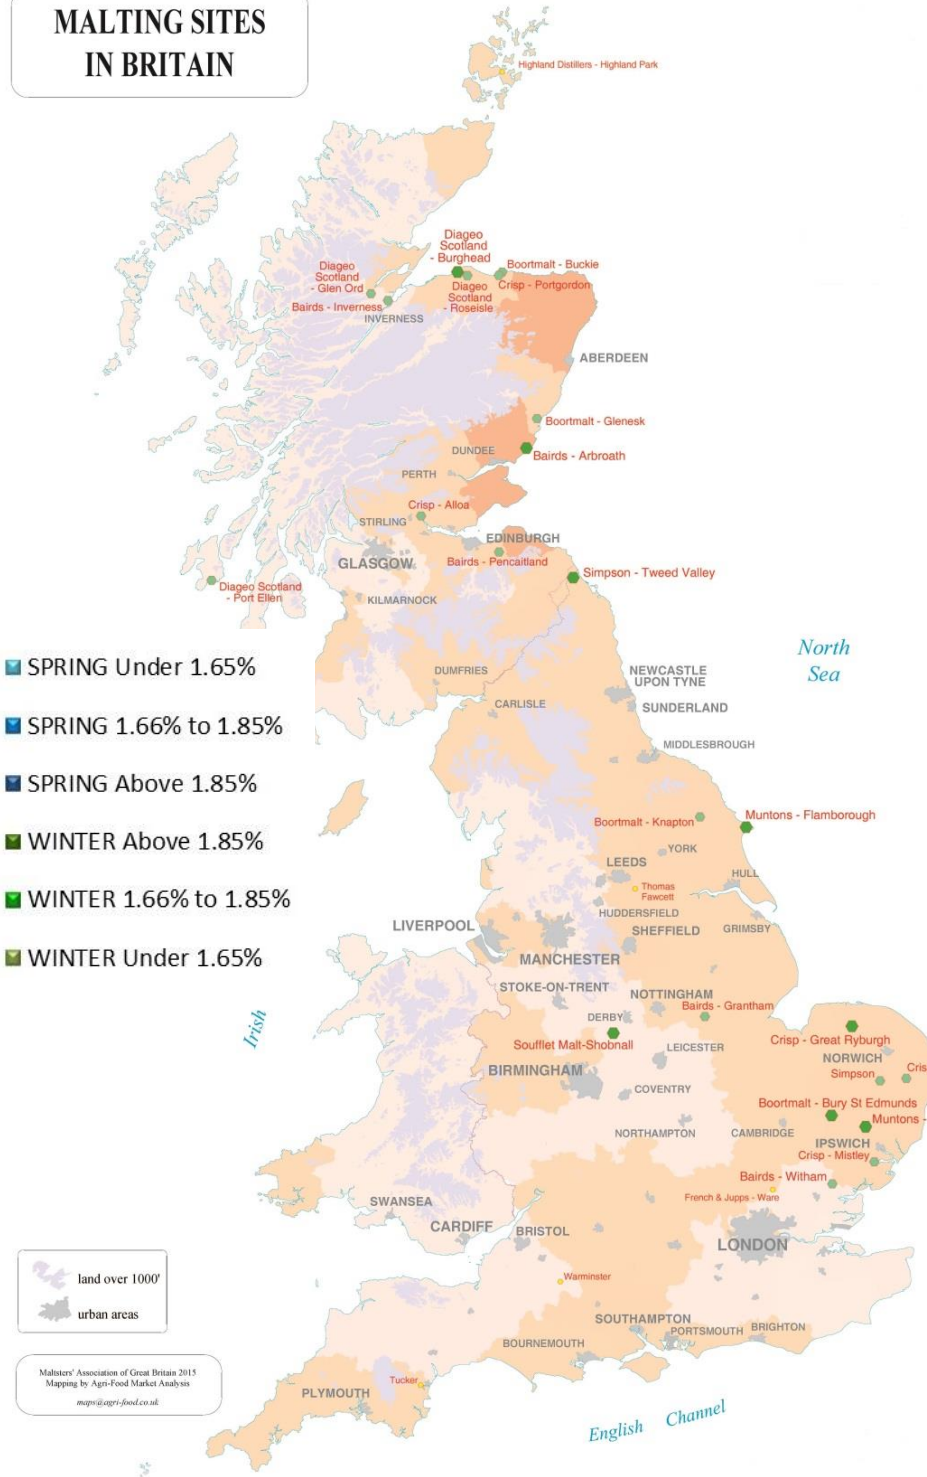 MALTING SITES
IN BRITAIN
Highland Distillers - Highland Park
Diageo
Scotland
- Burghead
Diageo
Scotland
- Glen Ord
Boortmalt - Buckie
Crisp - Portgordon
Diageo
Scotland
- Roseisle
Bairds - Inverness
INVERNESS
ABERDEEN
Boortmalt - Glenesk
DUNDEE
Bairds - Arbroath
PERTH
Crisp - Alloa
STIRLING
EDINBURGH
GLASGOW
Bairds - Pencaitland
Simpson - Tweed Valley
Diageo Scotland
- Port Ellen
KILMARNOCK
North
Sea
SPRING Under 1.65%
SPRING 1.66% to 1.85%
SPRING Above 1.85%
WINTER Above 1.85%
WINTER 1.66% to 1.85%
WINTER Under 1.65%
DUMFRIES
NEWCASTLE
UPON TYNE
CARLISLE
SUNDERLAND
MIDDLESBROUGH
Boortmalt - Knapton
Muntons - Flamborough
YORK
LEEDS
HULL
Thomas
Fawcett
HUDDERSFIELD
LIVERPOOL
SHEFFIELD
GRIMSBY
MANCHESTER
STOKE-ON-TRENT
NOTTINGHAM
Bairds - Grantham
DERBY
Irish
Soufflet Malt-Shobnall
Crisp - Great Ryburgh
LEICESTER
NORWICH
BIRMINGHAM
Simpson
Cris
COVENTRY
Boortmalt - Bury St Edmunds
Muntons -
NORTHAMPTON
CAMBRIDGE
IPSWICH
Crisp - Mistley
Bairds - Witham
French & Jupps - Ware
SWANSEA
CARDIFF
BRISTOL
LONDON
Warminster
SOUTHAMPTON
PORTSMOUTH
BRIGHTON
BOURNEMOUTH
Tucker
PLYMOUTH
English Channel
land over 1000'
urban areas
Maltsters' Association of Great Britain 2015
Mapping by Agri-Food Market Analysis
maps@agri-food.co.uk